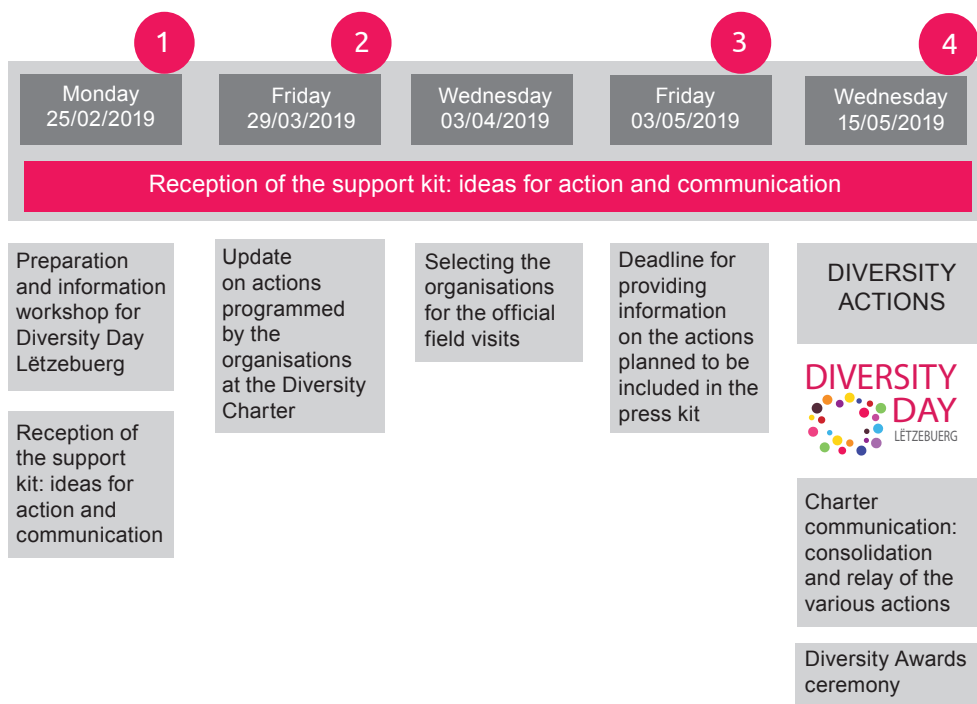 1
2
3
4
Monday
25/02/2019
Friday
29/03/2019
Wednesday
03/04/2019
Friday
03/05/2019
Wednesday
15/05/2019
Reception of the support kit: ideas for action and communication
Preparation
and information
workshop for
Diversity Day
Lëtzebuerg
Reception of
the support
kit: ideas for
action and
communication
Update
on actions
programmed
by the
organisations
at the Diversity
Charter
Selecting the
organisations
for the official
field visits
Deadline for
providing
information
on the actions
planned to be
included in the
press kit
DIVERSITY
ACTIONS
DIVERSITY
DAY
LËTZEBUERG
Charter
communication:
consolidation
and relay of the
various actions
Diversity Awards
ceremony